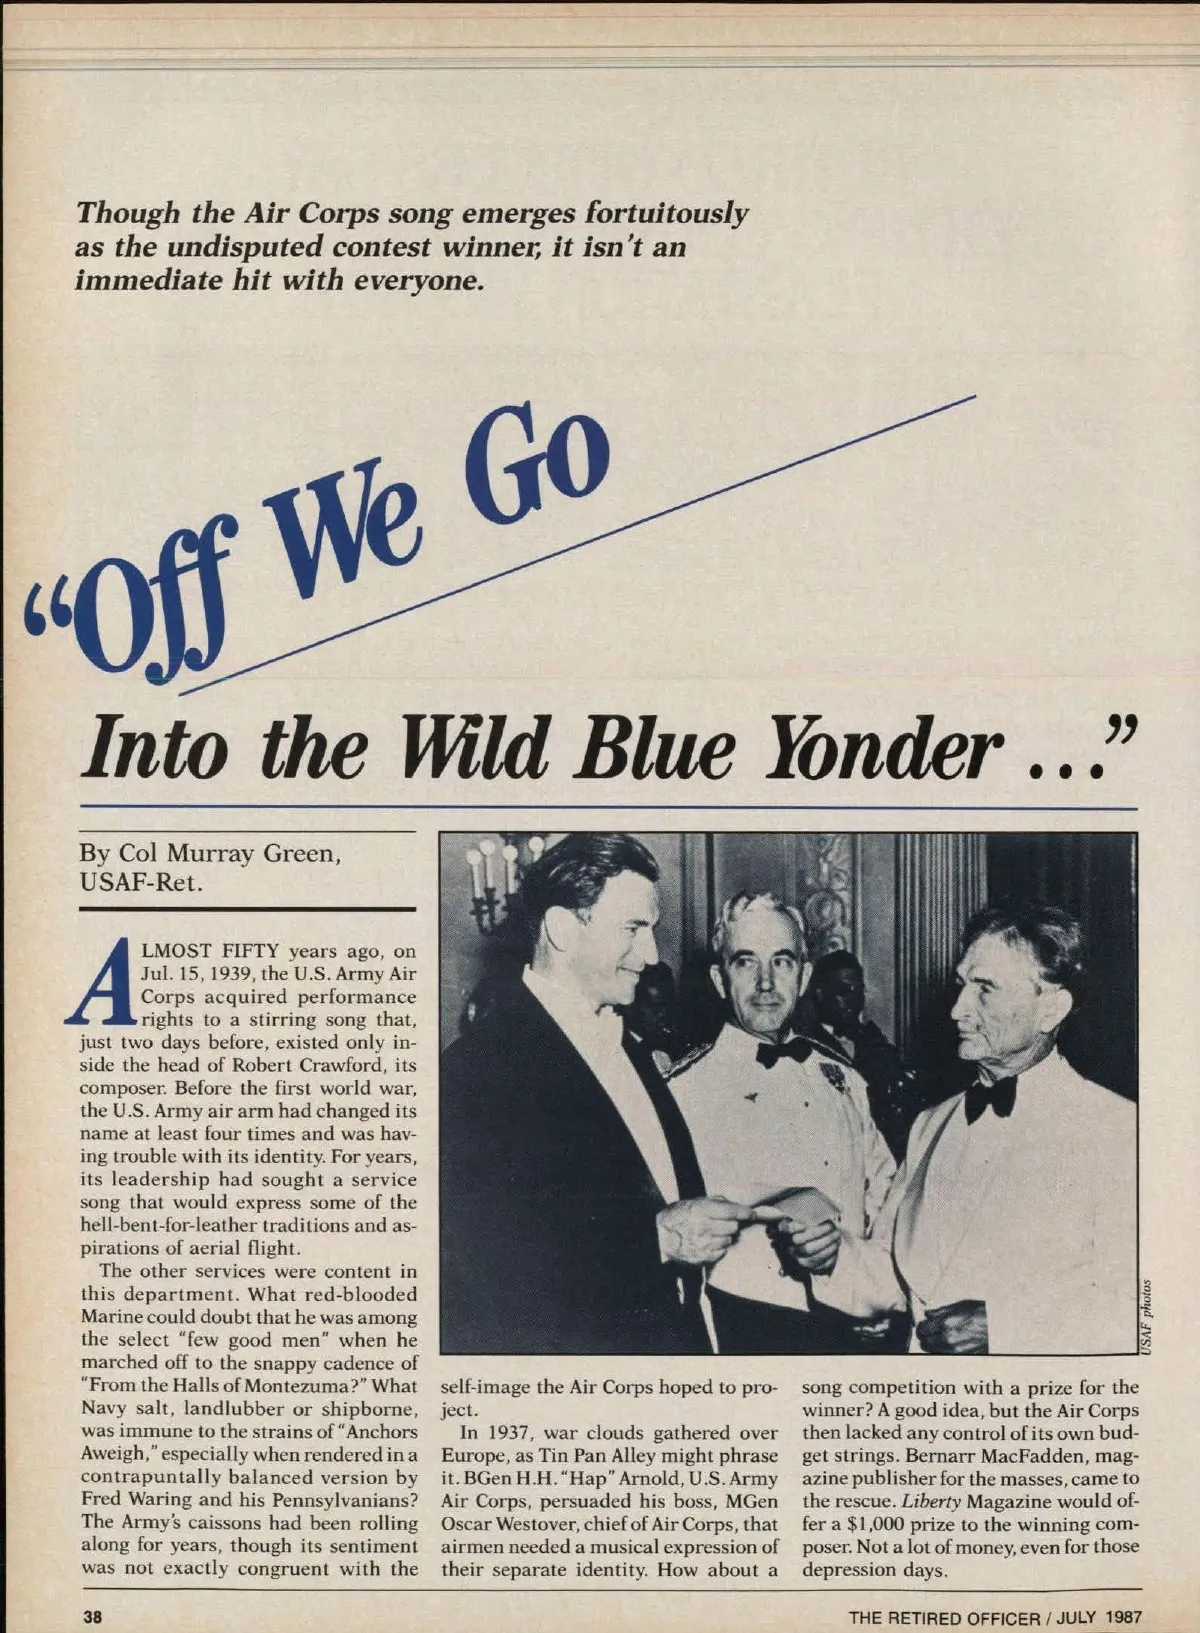 Though the Air Corps song emerges fortuitously
as the undisputed contest winner, it isn't an
immediate hit with everyone.
“Off We Go
Into the Wild Blue Yonder ...”
By Col Murray Green,
USAF-Ret.
ALMOST FIFTY years ago, on
Jul. 15, 1939, the U.S. Army Air
Corps acquired performance
rights to a stirring song that,
just two days before, existed only in-
side the head of Robert Crawford, its
composer. Before the first world war,
the U.S. Army air arm had changed its
name at least four times and was hav-
ing trouble with its identity. For years,
its leadership had sought a service
song that would express some of the
hell-bent-for-leather traditions and as-
pirations of aerial flight.
The other services were content in
this department. What red-blooded
Marine could doubt that he was among
the select “few good men” when he
marched off to the snappy cadence of
“From the Halls of Montezuma?” What
Navy salt, landlubber or shipborne,
was immune to the strains of “Anchors
Aweigh,” especially when rendered in a
contrapuntally balanced version by
Fred Waring and his Pennsylvanians?
The Army's caissons had been rolling
along for years, though its sentiment
was not exactly congruent with the
USAF photos
self-image the Air Corps hoped to pro-
ject.
In 1937, war clouds gathered over
Europe, as Tin Pan Alley might phrase
it. BGen H.H. “Hap” Arnold, U.S. Army
Air Corps, persuaded his boss, MGen
Oscar Westover, chief of Air Corps, that
airmen needed a musical expression of
their separate identity. How about a
song competition with a prize for the
winner? A good idea, but the Air Corps
then lacked any control of its own bud-
get strings. Bernarr MacFadden, mag-
azine publisher for the masses, came to
the rescue. Liberty Magazine would of-
fer a $1,000 prize to the winning com-
poser. Not a lot of money, even for those
depression days.
38
THE RETIRED OFFICER / JULY 1987